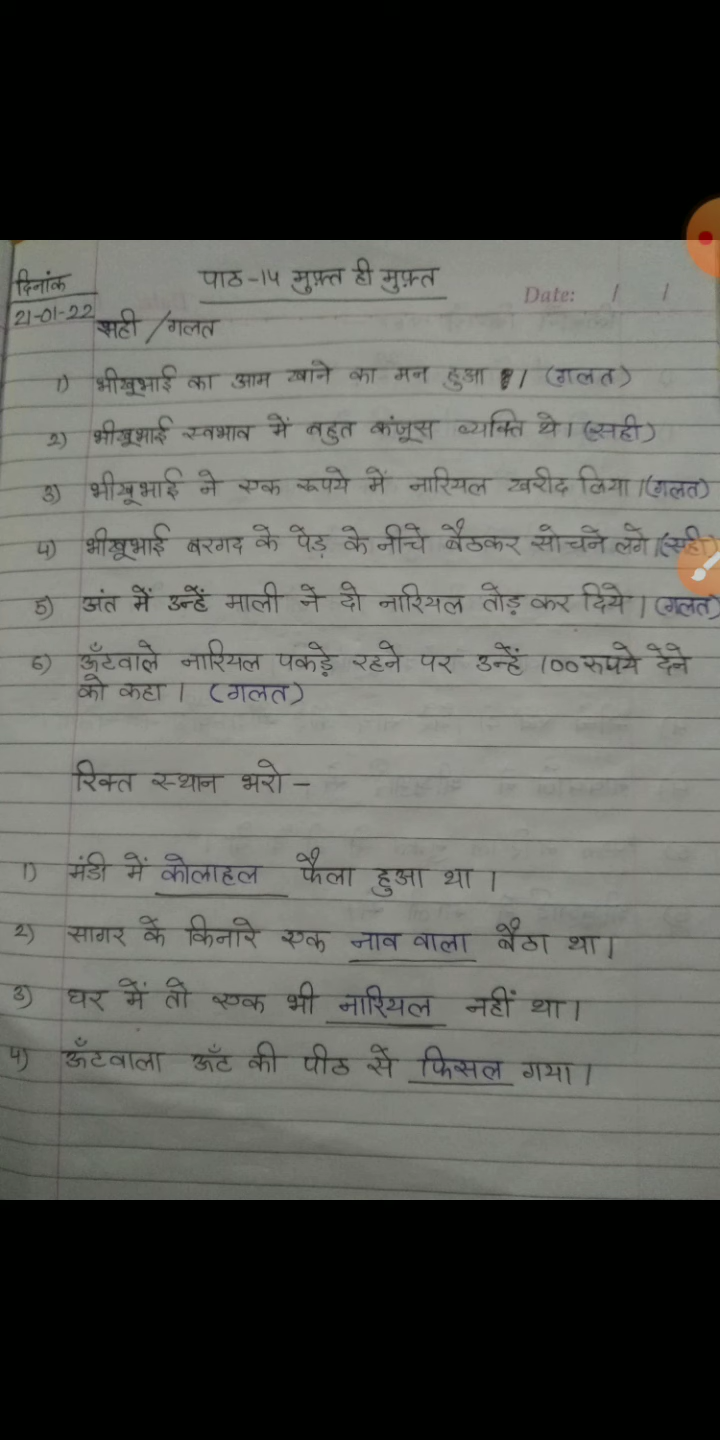 दिनांक
पाठ-14 मुफ़्त ही मुफ़्त
Date: / /
21-01-22
सही /गलत
1) भीखूभाई का आम खाने का मन हुआ । (गलत)
2) भीखूभाई स्वभाव में बहुत कंजूस व्यक्ति थे। (सही)
3) भीखूभाई ने एक रूपये में नारियल खरीद लिया।(गलत)
4) भीखूभाई बरगद के पेड़ के नीचे बैठकर सोचने लगे।(सही)
5) अंत में उन्हें माली ने दो नारियल तोड़ कर दिये। (गलत)
6) ऊँटवाले नारियल पकड़े रहने पर उन्हें 100 रुपये देने
को कहा । (गलत)
रिक्त स्थान भरो -
1) मंडी में कोलाहल फैला हुआ था ।
2) सागर के किनारे एक नाव वाला बैठा था।
3) घर में तो एक भी नारियल नहीं था।
4) ऊँटवाला ऊँट की पीठ से फिसल गया।